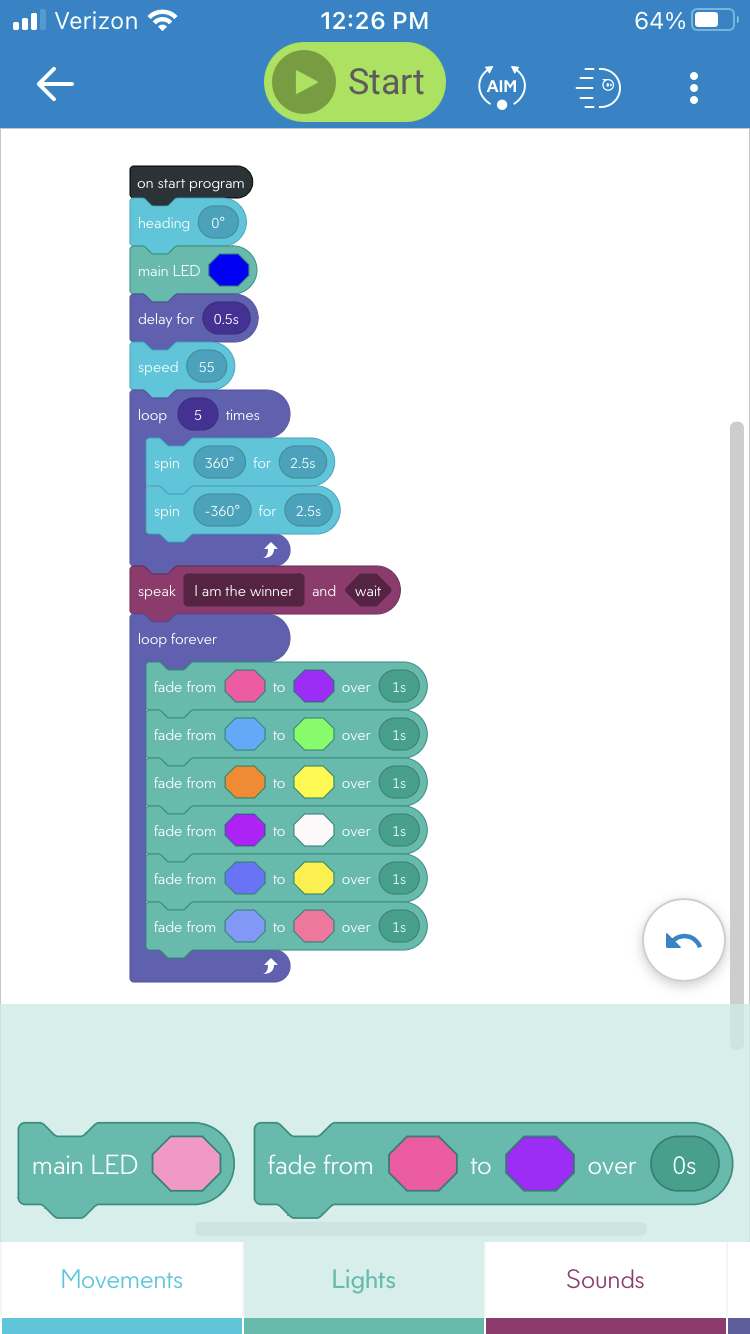 Verizon 12:26 PM 64%
Start AIM
on start program
heading 0°
main LED
delay for 0.5s
speed 55
loop 5 times
spin 360° for 2.5s
spin -360° for 2.5s
speak I am the winner and wait
loop forever
fade from to over 1s
fade from to over 1s
fade from to over 1s
fade from to over 1s
fade from to over 1s
fade from to over 1s
main LED fade from to over 0s
Movements Lights Sounds